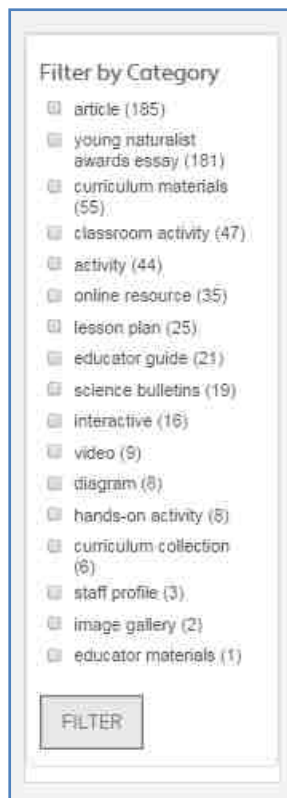 Filter by Category
article (185)
young naturalist
awards essay (181)
curriculum materials
(55)
classroom activity (47)
activity (44)
online resource (35)
lesson plan (25)
educator guide (21)
science bulletins (19)
interactive (16)
video (9)
diagram (8)
hands-on activity (8)
curriculum collection
(6)
staff profile (3)
image gallery (2)
educator materials (1)
FILTER